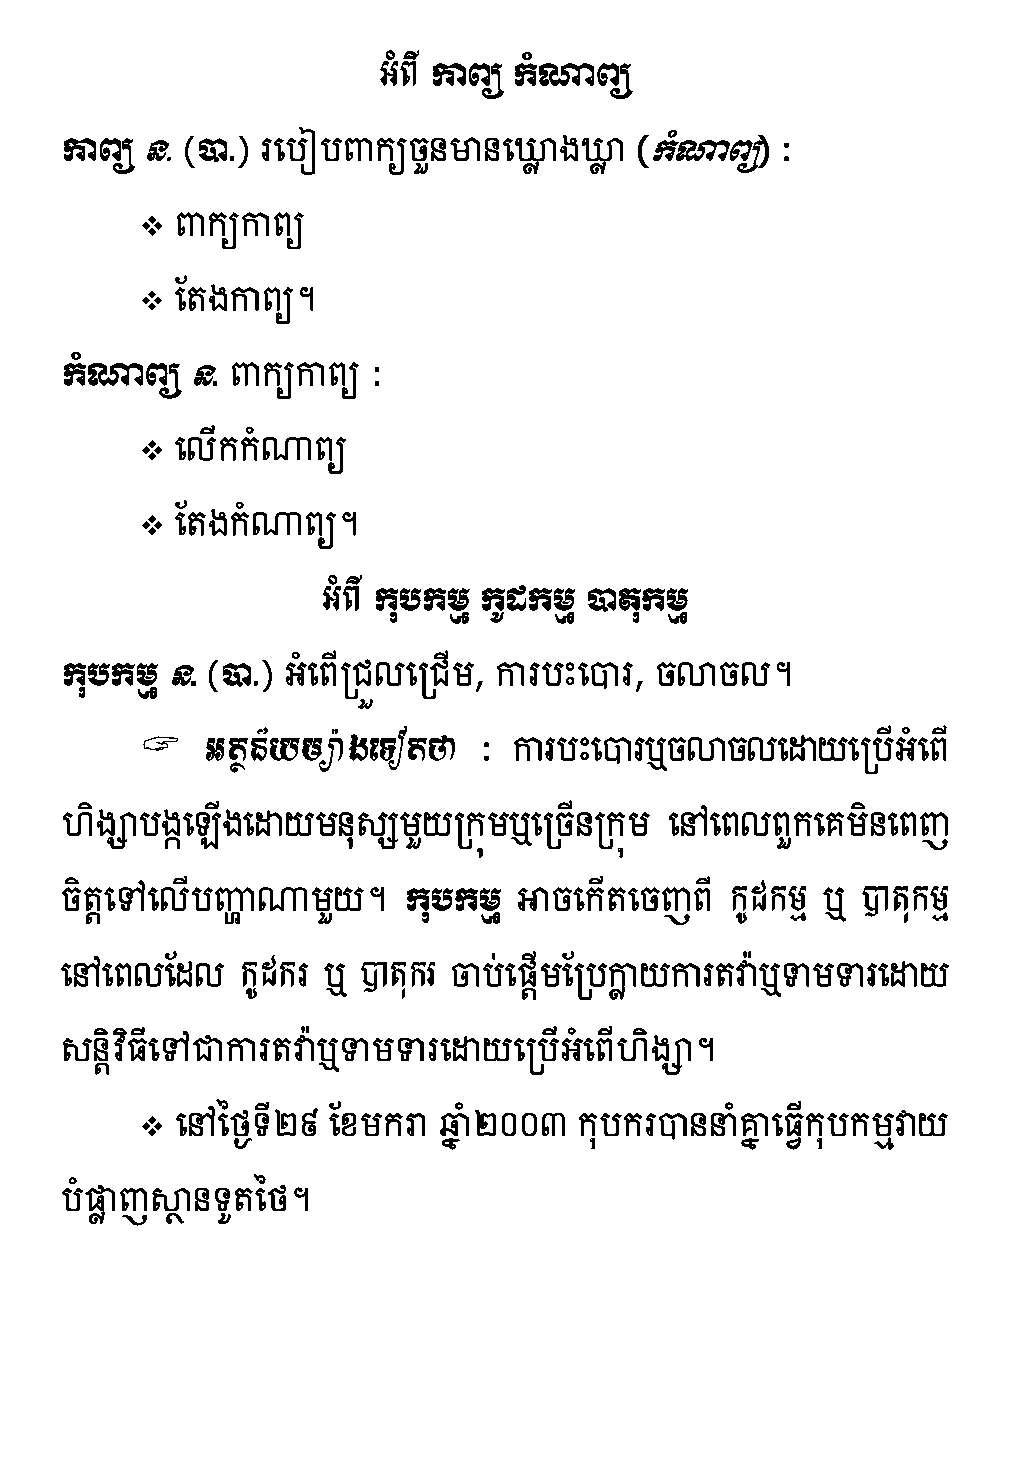 អំពី កាព្យ កំណាព្យ
កាព្យ ន. (បា.) របៀបពាក្យចួនមានឃ្លោងឃ្លា (កំណាព្យ) :
❖ ពាក្យកាព្យ
❖ តែងកាព្យ។
កំណាព្យ ន. ពាក្យកាព្យ :
❖ លើកកំណាព្យ
❖ តែងកំណាព្យ។
អំពី កុបកម្ម កូដកម្ម បាតុកម្ម
កុបកម្ម ន. (បា.) អំពើជ្រួលជ្រើម, ការបះបោរ, ចលាចល។
☞ អត្ថន័យម្យ៉ាងទៀតថា : ការបះបោរឬចលាចលដោយប្រើអំពើ
ហិង្សាបង្កឡើងដោយមនុស្សមួយក្រុមឬច្រើនក្រុម នៅពេលពួកគេមិនពេញ
ចិត្តទៅលើបញ្ហាណាមួយ។ កុបកម្ម អាចកើតចេញពី កូដកម្ម ឬ បាតុកម្ម
នៅពេលដែល កូដករ ឬ បាតុករ ចាប់ផ្តើមប្រែក្លាយការតវ៉ាឬទាមទារដោយ
សន្តិវិធីទៅជាការតវ៉ាឬទាមទារដោយប្រើអំពើហិង្សា។
❖ នៅថ្ងៃទី២៩ ខែមករា ឆ្នាំ២០០៣ កុបករបាននាំគ្នាធ្វើកុបកម្មវាយ
បំផ្លាញស្ថានទូតថៃ។